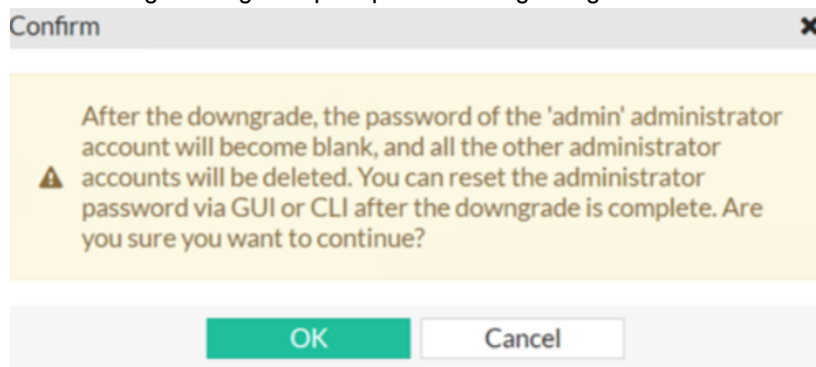 Confirm
After the downgrade, the password of the 'admin' administrator
account will become blank, and all the other administrator
accounts will be deleted. You can reset the administrator
password via GUI or CLI after the downgrade is complete. Are
you sure you want to continue?
OK Cancel